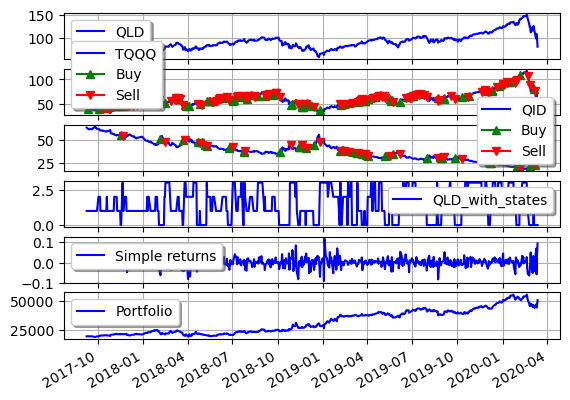 150
100
QLD
TQQQ
Buy
Sell
100
50
QID
Buy
Sell
50
25
2.5
0.0
QLD_with_states
0.1
0.0
−0.1
Simple returns
50000
25000
Portfolio
2017-10
2018-01
2018-04
2018-07
2018-10
2019-01
2019-04
2019-07
2019-10
2020-01
2020-04